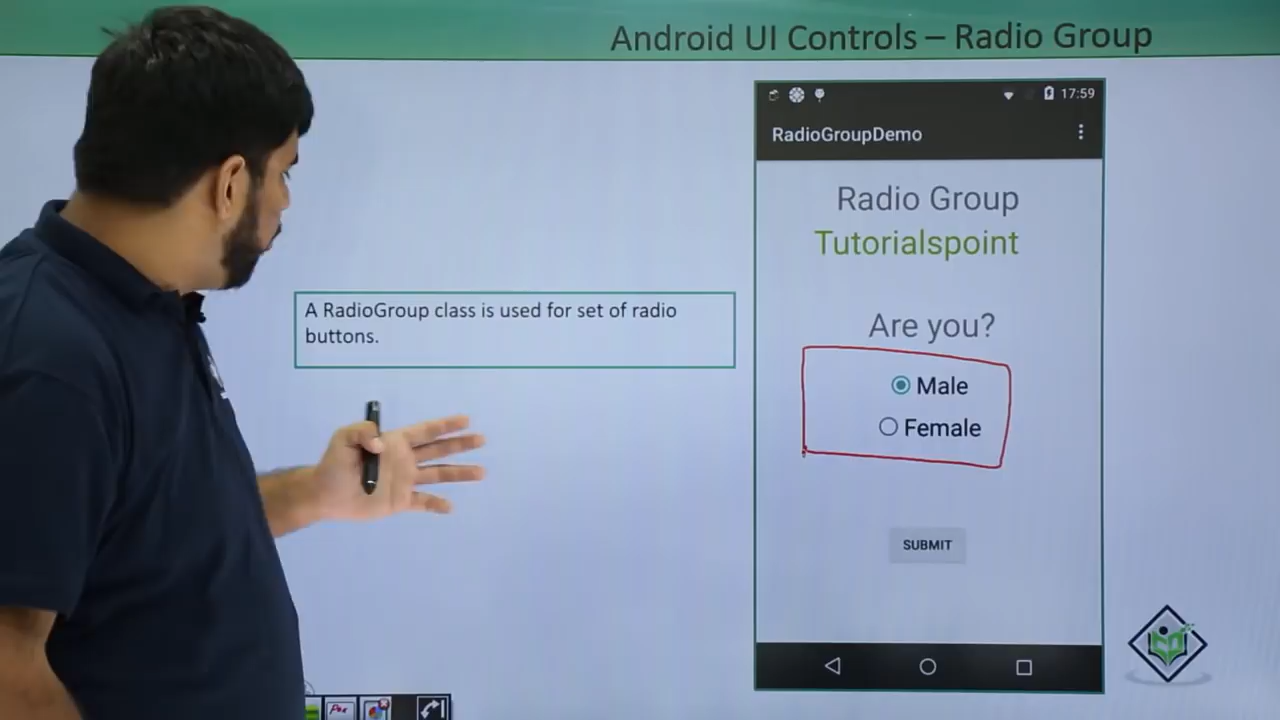 Android UI Controls – Radio Group
17:59
RadioGroupDemo
Radio Group
Tutorialspoint
A RadioGroup class is used for set of radio
buttons.
Are you?
Male
Female
SUBMIT